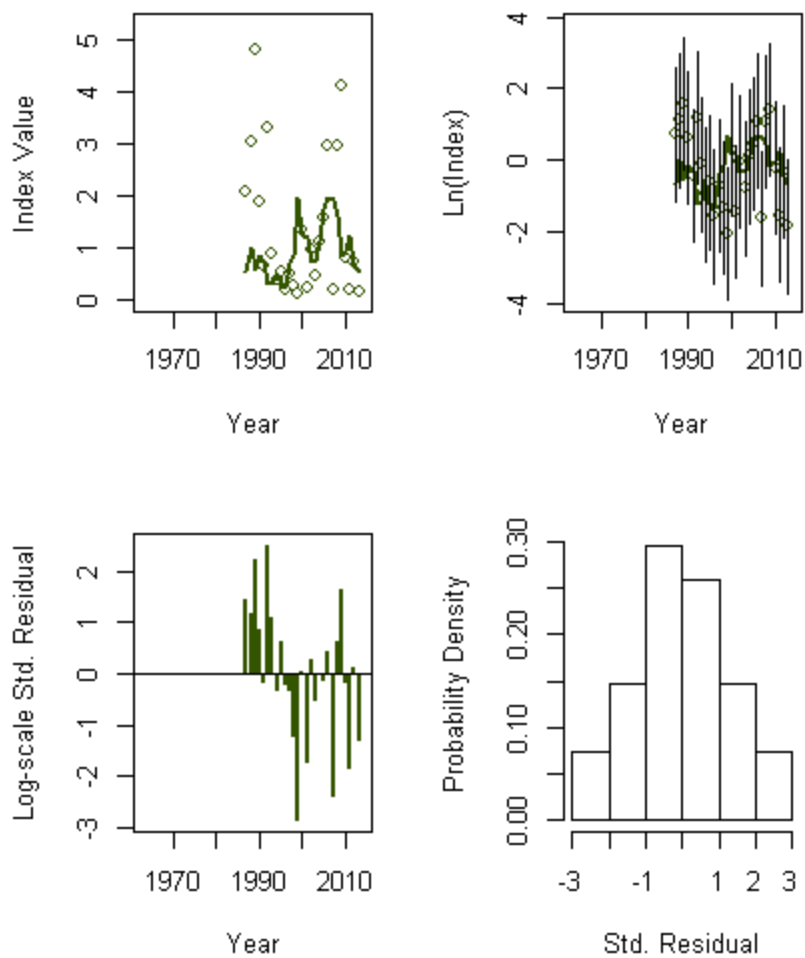 Index Value
5
4
3
2
1
0
1970 1990 2010
Year
Ln(Index)
4
2
0
-2
-4
1970 1990 2010
Year
Log-scale Std. Residual
2
1
0
-1
-2
-3
1970 1990 2010
Year
Probability Density
0.30
0.20
0.10
0.00
-3 -1 1 2 3
Std. Residual